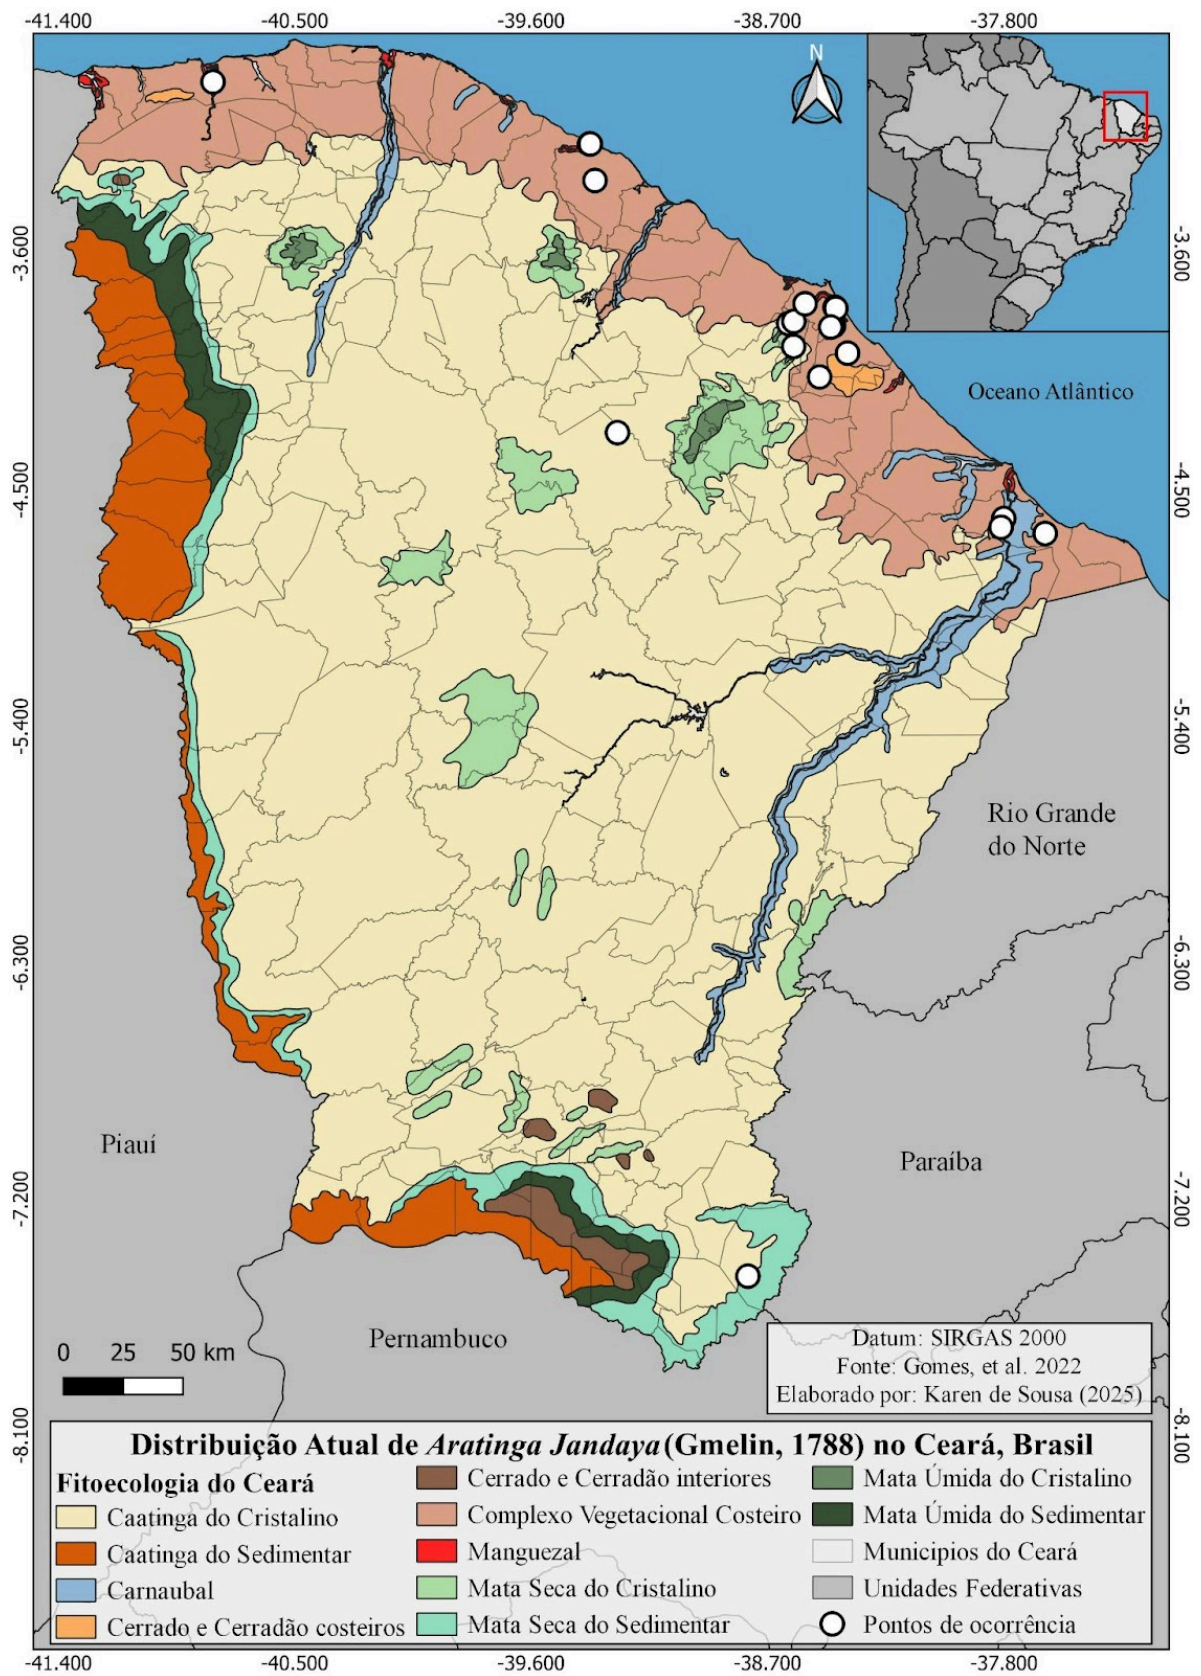 -41.400 -40.500 -39.600 -38.700 -37.800
N
-3.600 -3.600
Oceano Atlântico
-4.500 -4.500
-5.400 -5.400
Rio Grande
do Norte
-6.300 -6.300
Piauí
Paraíba
-7.200 -7.200
Pernambuco
0 25 50 km
Datum: SIRGAS 2000
Fonte: Gomes, et al. 2022
Elaborado por: Karen de Sousa (2025)
-8.100 -8.100
Distribuição Atual de Aratinga Jandaya (Gmelin, 1788) no Ceará, Brasil
Fitoecologia do Ceará
Caatinga do Cristalino
Caatinga do Sedimentar
Carnaubal
Cerrado e Cerradão costeiros
Cerrado e Cerradão interiores
Complexo Vegetacional Costeiro
Manguezal
Mata Seca do Cristalino
Mata Seca do Sedimentar
Mata Úmida do Cristalino
Mata Úmida do Sedimentar
Municipios do Ceará
Unidades Federativas
Pontos de ocorrência
-41.400 -40.500 -39.600 -38.700 -37.800